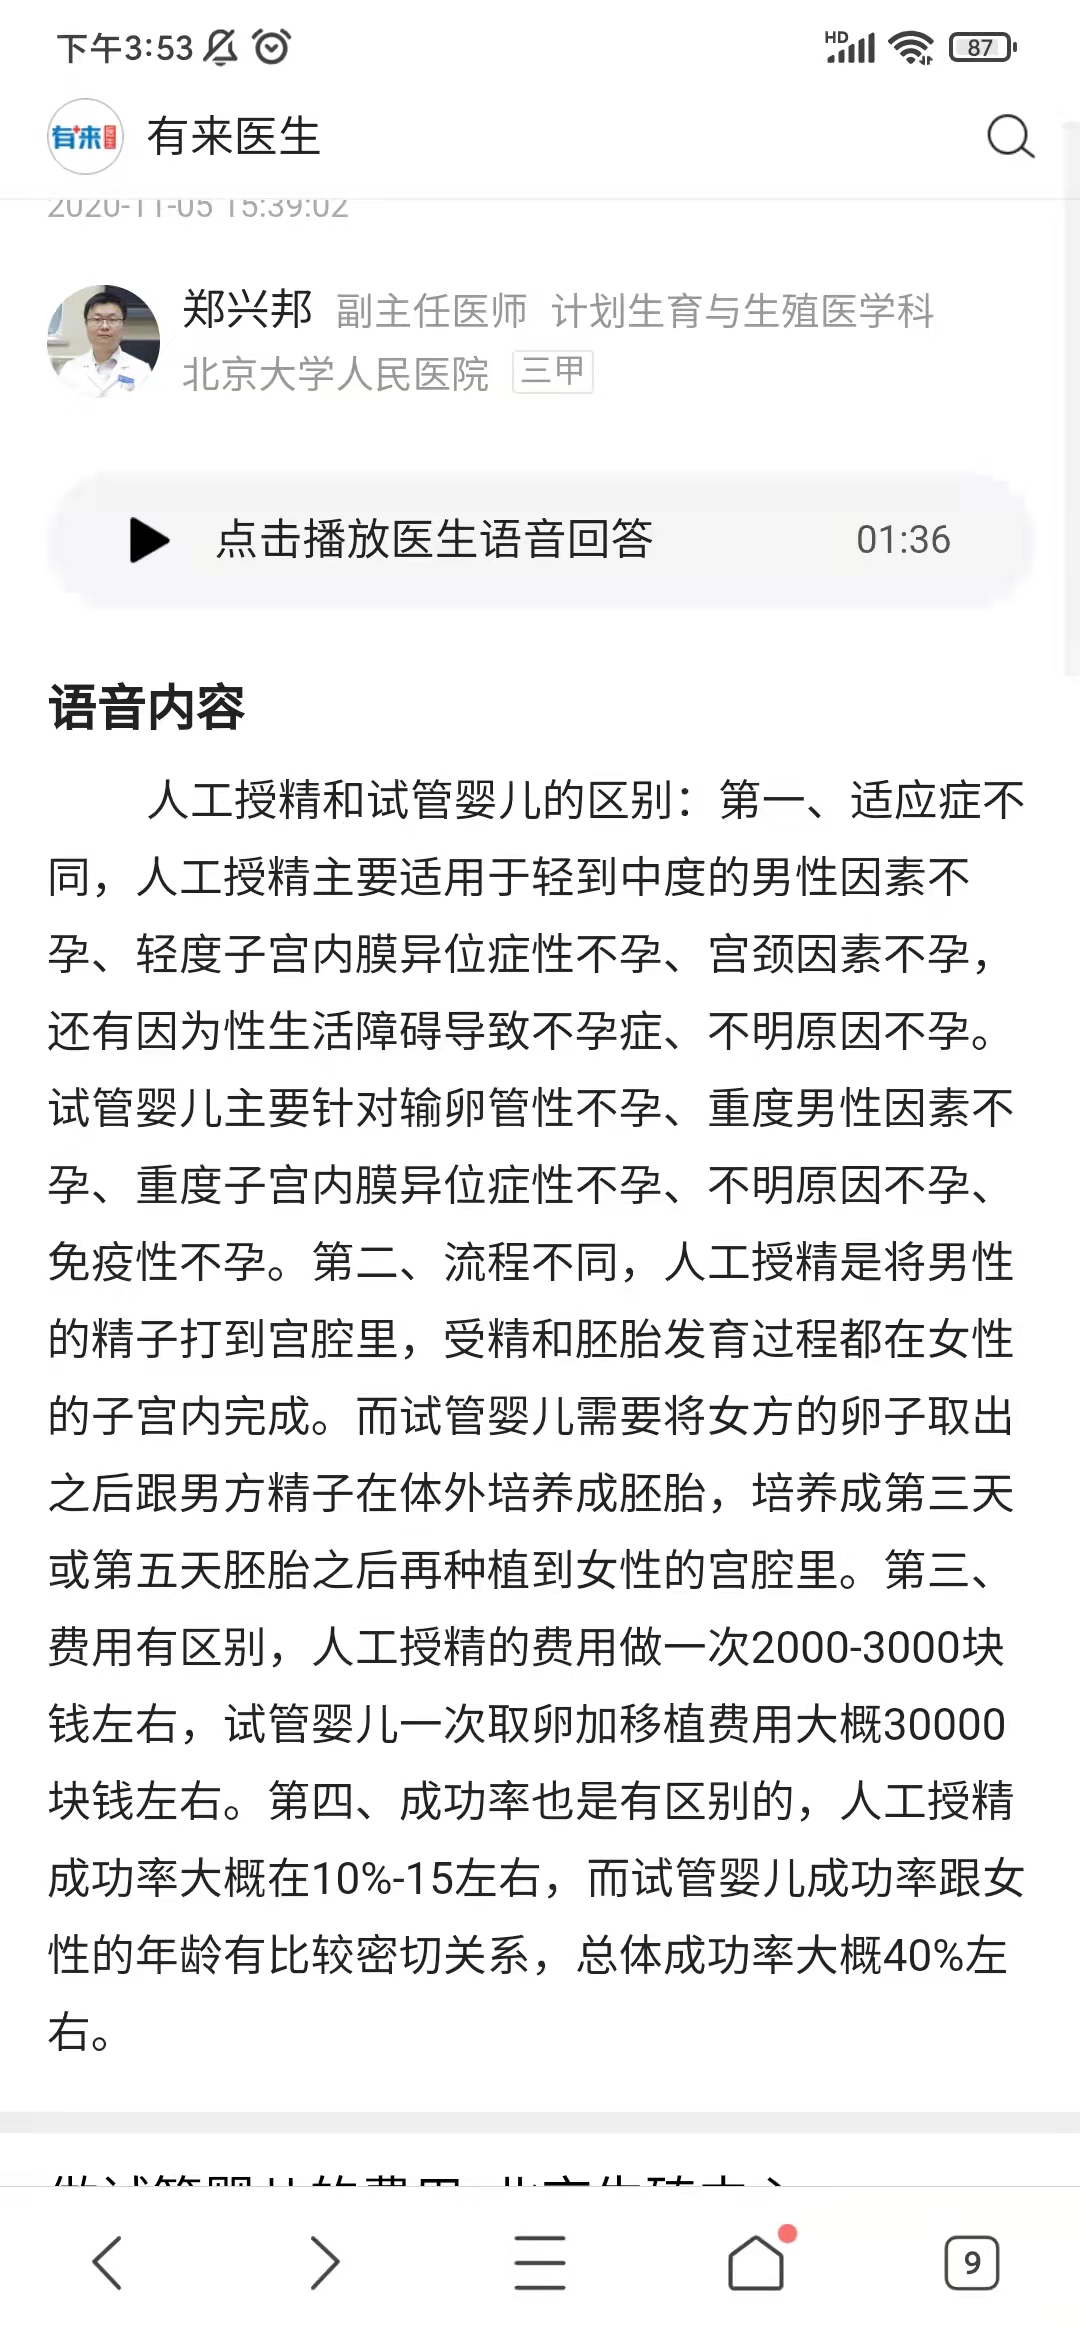 下午3:53 HD 87
有来医生 有来医生
2020-11-05 15:39:02
郑兴邦 副主任医师 计划生育与生殖医学科
北京大学人民医院 三甲
点击播放医生语音回答 01:36
语音内容
人工授精和试管婴儿的区别：第一、适应症不
同，人工授精主要适用于轻到中度的男性因素不
孕、轻度子宫内膜异位症性不孕、宫颈因素不孕，
还有因为性生活障碍导致不孕症、不明原因不孕。
试管婴儿主要针对输卵管性不孕、重度男性因素不
孕、重度子宫内膜异位症性不孕、不明原因不孕、
免疫性不孕。第二、流程不同，人工授精是将男性
的精子打到宫腔里，受精和胚胎发育过程都在女性
的子宫内完成。而试管婴儿需要将女方的卵子取出
之后跟男方精子在体外培养成胚胎，培养成第三天
或第五天胚胎之后再种植到女性的宫腔里。第三、
费用有区别，人工授精的费用做一次2000-3000块
钱左右，试管婴儿一次取卵加移植费用大概30000
块钱左右。第四、成功率也是有区别的，人工授精
成功率大概在10%-15左右，而试管婴儿成功率跟女
性的年龄有比较密切关系，总体成功率大概40%左
右。
9